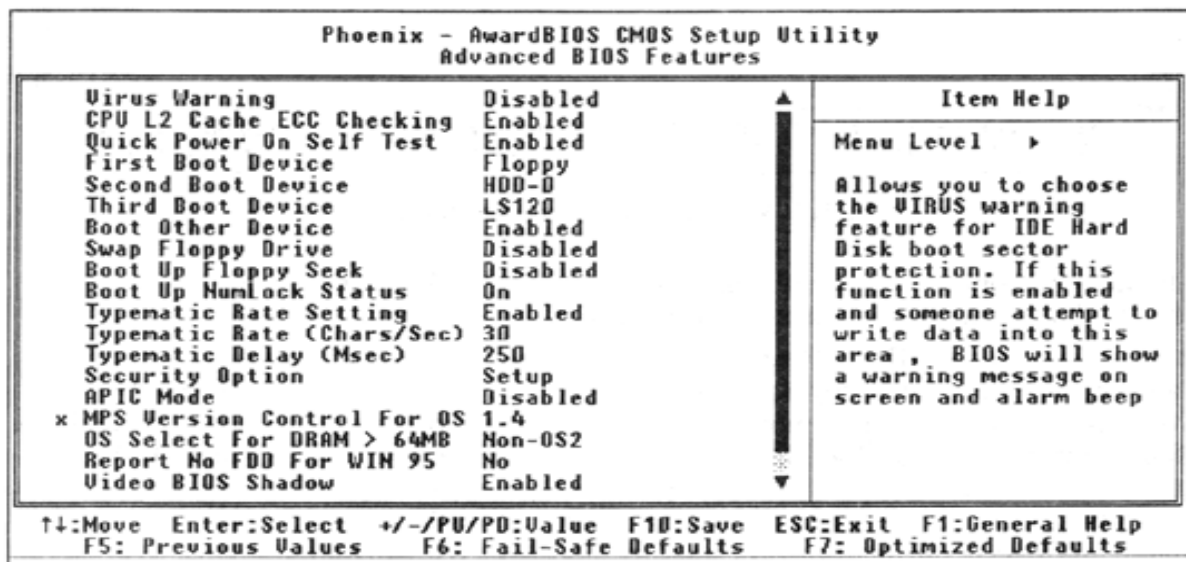 Phoenix - AwardBIOS CMOS Setup Utility
Advanced BIOS Features
Virus Warning Disabled
CPU L2 Cache ECC Checking Enabled
Quick Power On Self Test Enabled
First Boot Device Floppy
Second Boot Device HDD-0
Third Boot Device LS120
Boot Other Device Enabled
Swap Floppy Drive Disabled
Boot Up Floppy Seek Disabled
Boot Up NumLock Status On
Typematic Rate Setting Enabled
Typematic Rate (Chars/Sec) 30
Typematic Delay (Msec) 250
Security Option Setup
APIC Mode Disabled
x MPS Version Control For OS 1.4
OS Select For DRAM > 64MB Non-OS2
Report No FDD For WIN 95 No
Video BIOS Shadow Enabled
Item Help
Menu Level ▸
Allows you to choose
the VIRUS warning
feature for IDE Hard
Disk boot sector
protection. If this
function is enabled
and someone attempt to
write data into this
area , BIOS will show
a warning message on
screen and alarm beep
↑↓:Move Enter:Select +/-/PU/PD:Value F10:Save ESC:Exit F1:General Help
F5: Previous Values F6: Fail-Safe Defaults F7: Optimized Defaults